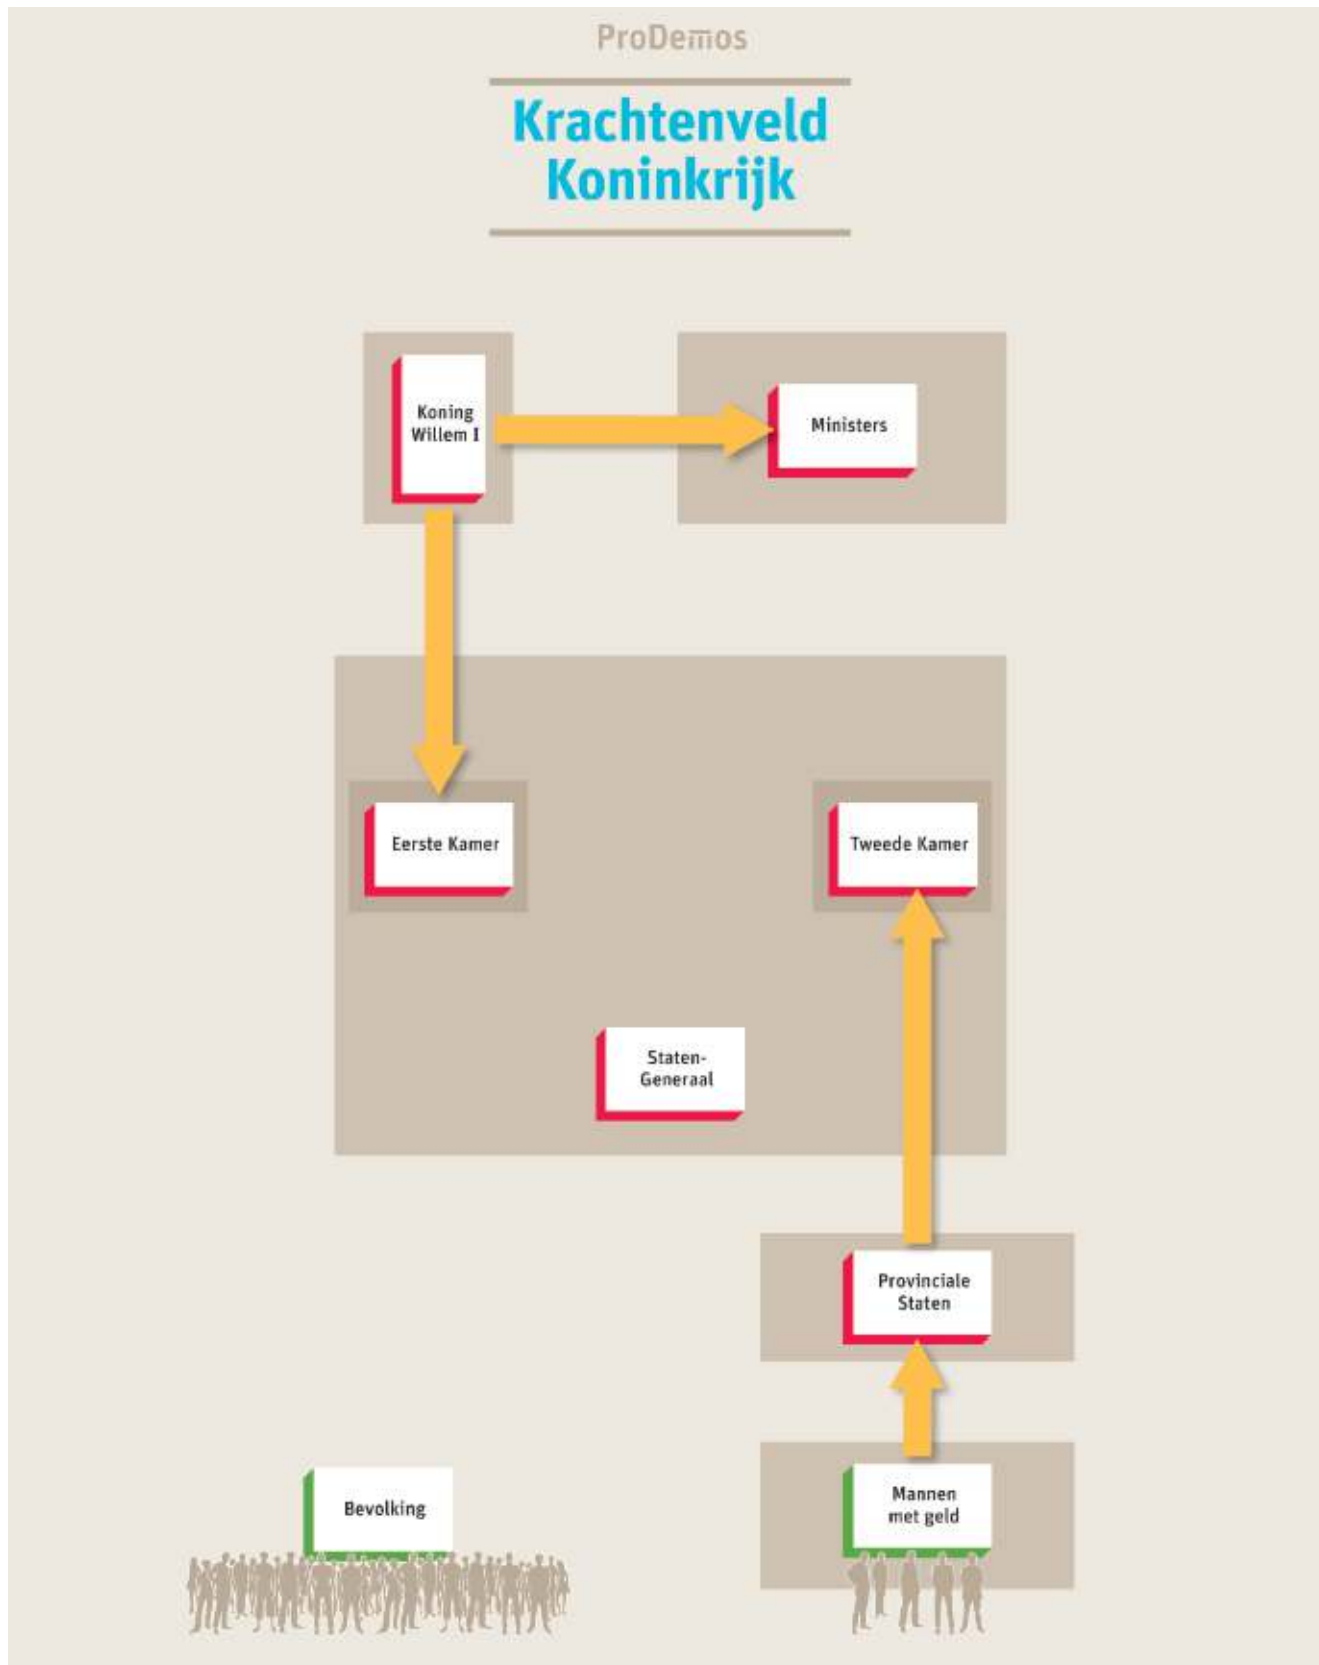 ProDemos
Krachtenveld
Koninkrijk
Koning
Willem I
Ministers
Eerste Kamer
Tweede Kamer
Staten-
Generaal
Provinciale
Staten
Bevolking
Mannen
met geld